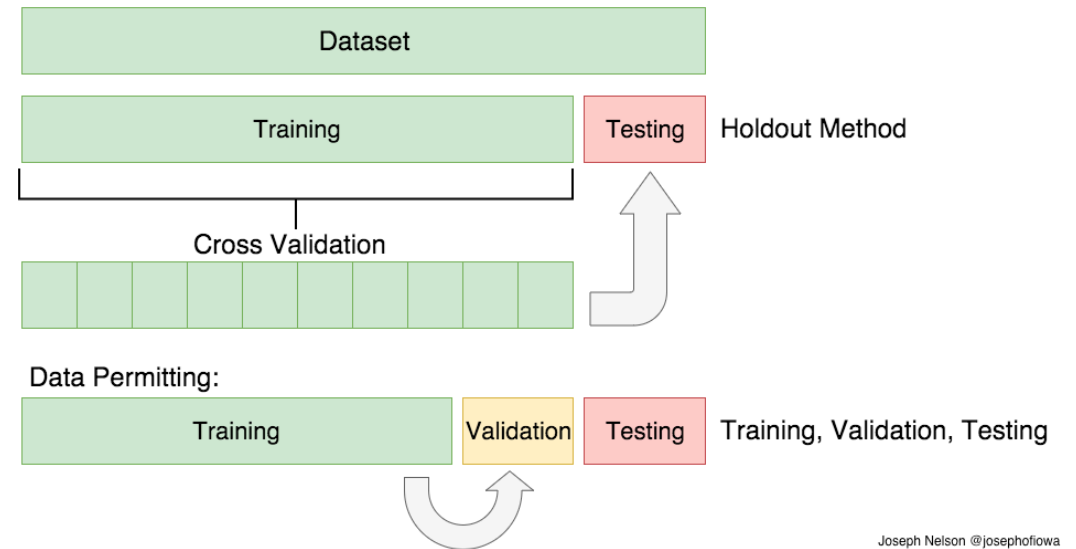 Dataset
Training
Testing
Holdout Method
Cross Validation
Data Permitting:
Training
Validation
Testing
Training, Validation, Testing
Joseph Nelson @josephofiowa